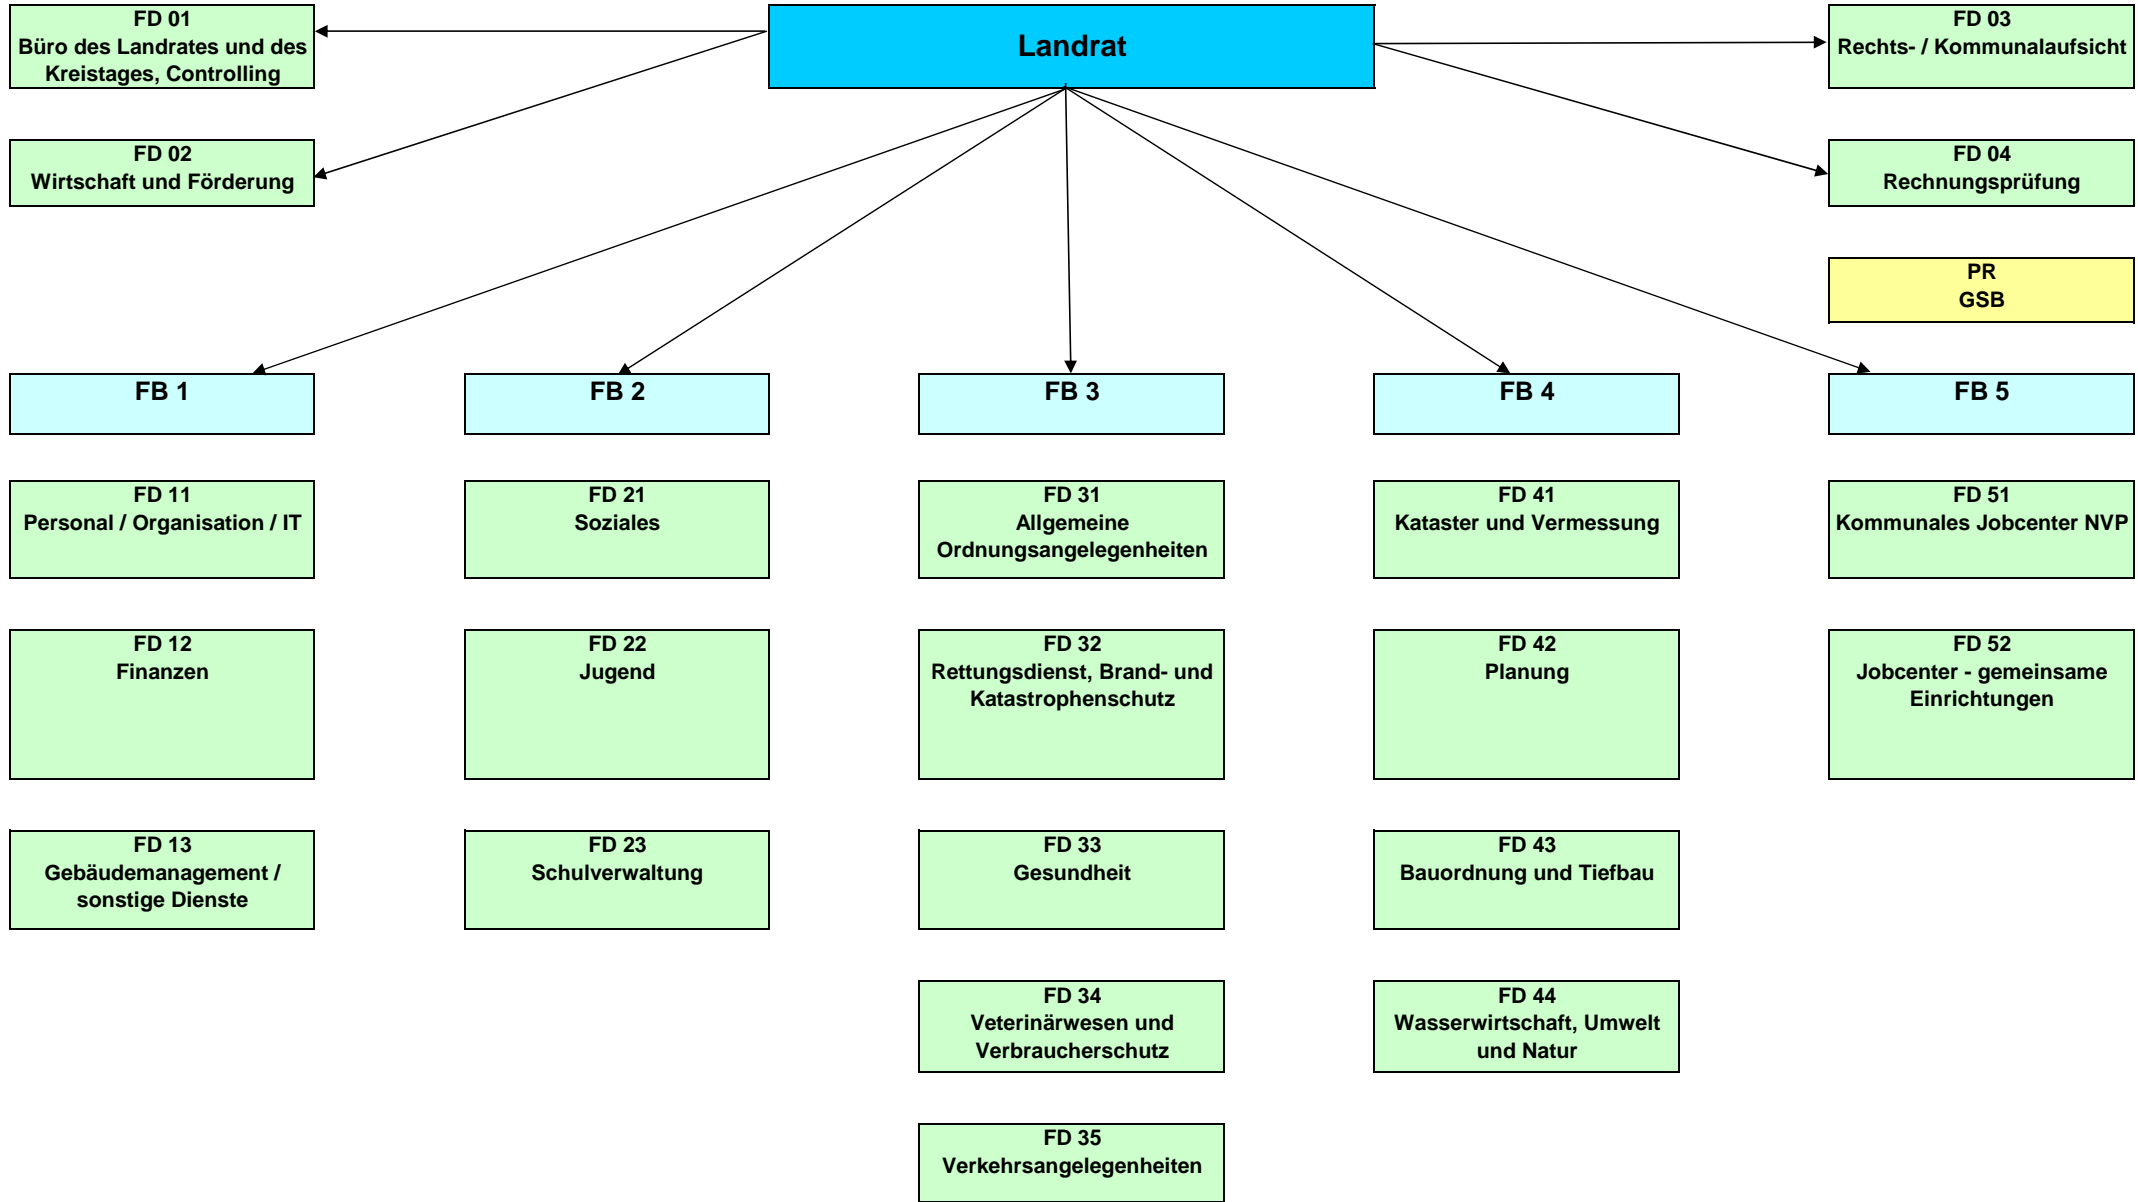 FD 01
Büro des Landrates und des
Kreistages, Controlling
Landrat
FD 03
Rechts- / Kommunalaufsicht
FD 02
Wirtschaft und Förderung
FD 04
Rechnungsprüfung
PR
GSB
FB 1
FB 2
FB 3
FB 4
FB 5
FD 11
Personal / Organisation / IT
FD 21
Soziales
FD 31
Allgemeine
Ordnungsangelegenheiten
FD 41
Kataster und Vermessung
FD 51
Kommunales Jobcenter NVP
FD 12
Finanzen
FD 22
Jugend
FD 32
Rettungsdienst, Brand- und
Katastrophenschutz
FD 42
Planung
FD 52
Jobcenter - gemeinsame
Einrichtungen
FD 13
Gebäudemanagement /
sonstige Dienste
FD 23
Schulverwaltung
FD 33
Gesundheit
FD 43
Bauordnung und Tiefbau
FD 34
Veterinärwesen und
Verbraucherschutz
FD 44
Wasserwirtschaft, Umwelt
und Natur
FD 35
Verkehrsangelegenheiten